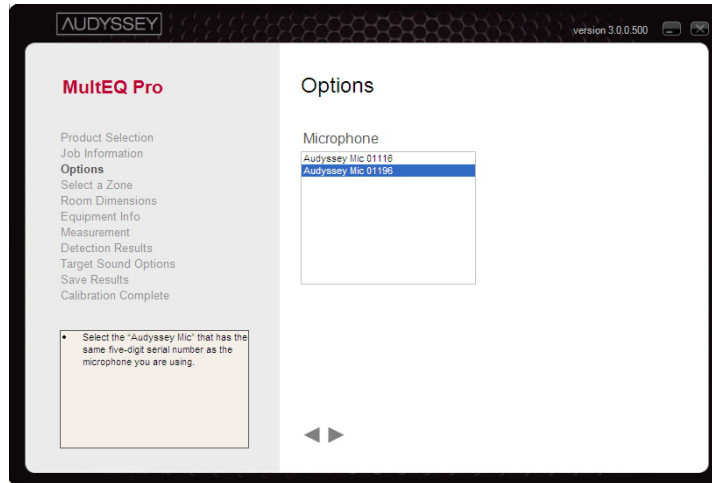 AUDYSSEY
version 3.0.0.500
MultEQ Pro
Product Selection
Job Information
Options
Select a Zone
Room Dimensions
Equipment Info
Measurement
Detection Results
Target Sound Options
Save Results
Calibration Complete
• Select the "Audyssey Mic" that has the
same five-digit serial number as the
microphone you are using.
Options
Microphone
Audyssey Mic 01116
Audyssey Mic 01196